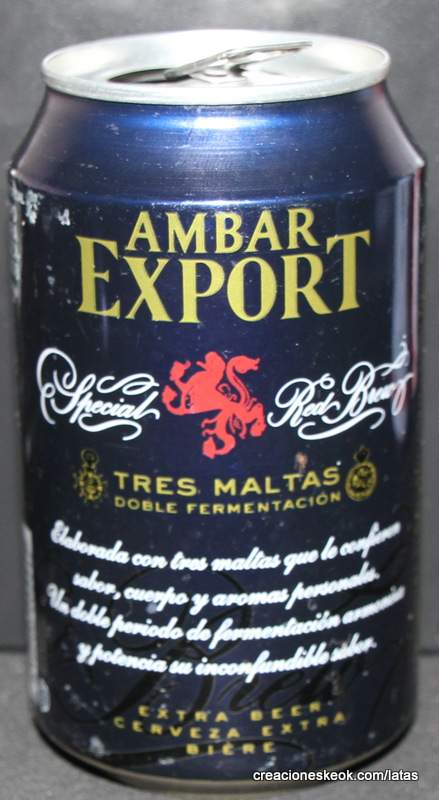 AMBAR
EXPORT
Special Red Brew
TRES MALTAS
DOBLE FERMENTACIÓN
Elaborada con tres maltas que le confieren
sabor, cuerpo y aromas personales.
Un doble periodo de fermentación armoniza
y potencia su inconfundible sabor.
Brew
EXTRA BEER
CERVEZA EXTRA
BIÈRE
creacioneskeok.com/latas